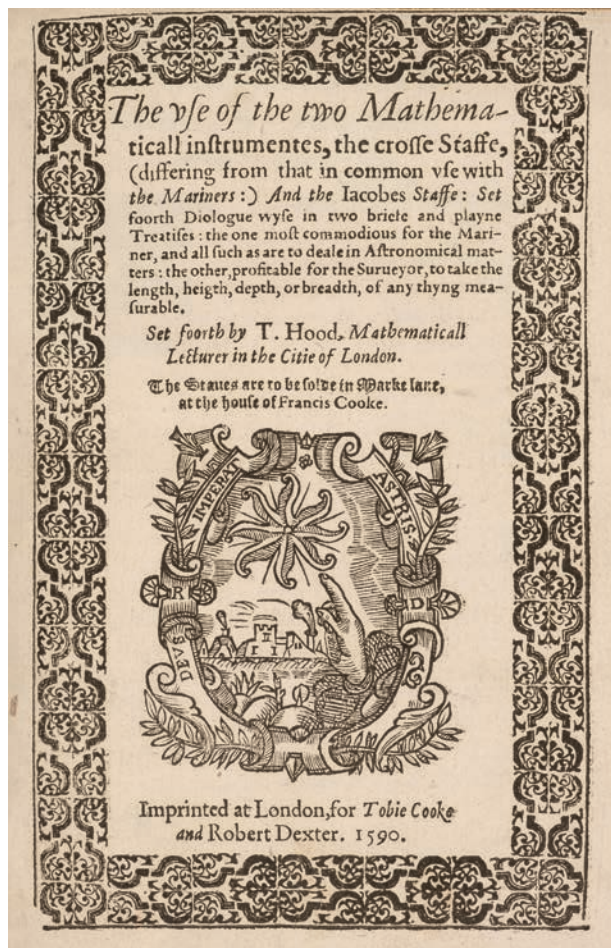 The vſe of the two Mathema-
ticall inſtrumentes, the croſſe Staffe,
(differing from that in common vſe with
the Mariners:) And the Iacobes Staffe: Set
foorth Diologue wyſe in two briefe and playne
Treatiſes: the one moſt commodious for the Mari-
ner, and all ſuch as are to deale in Aſtronomical mat-
ters: the other, profitable for the Surueyor, to take the
length, heigth, depth, or breadth, of any thyng mea-
ſurable.
Set foorth by T. Hood, Mathematicall
Lecturer in the Citie of London.
The Staues are to be ſolde in Marke lane,
at the houſe of Francis Cooke.
DEVS
IMPERAT
ASTRIS
R
D
Imprinted at London, for Tobie Cooke
and Robert Dexter. 1590.